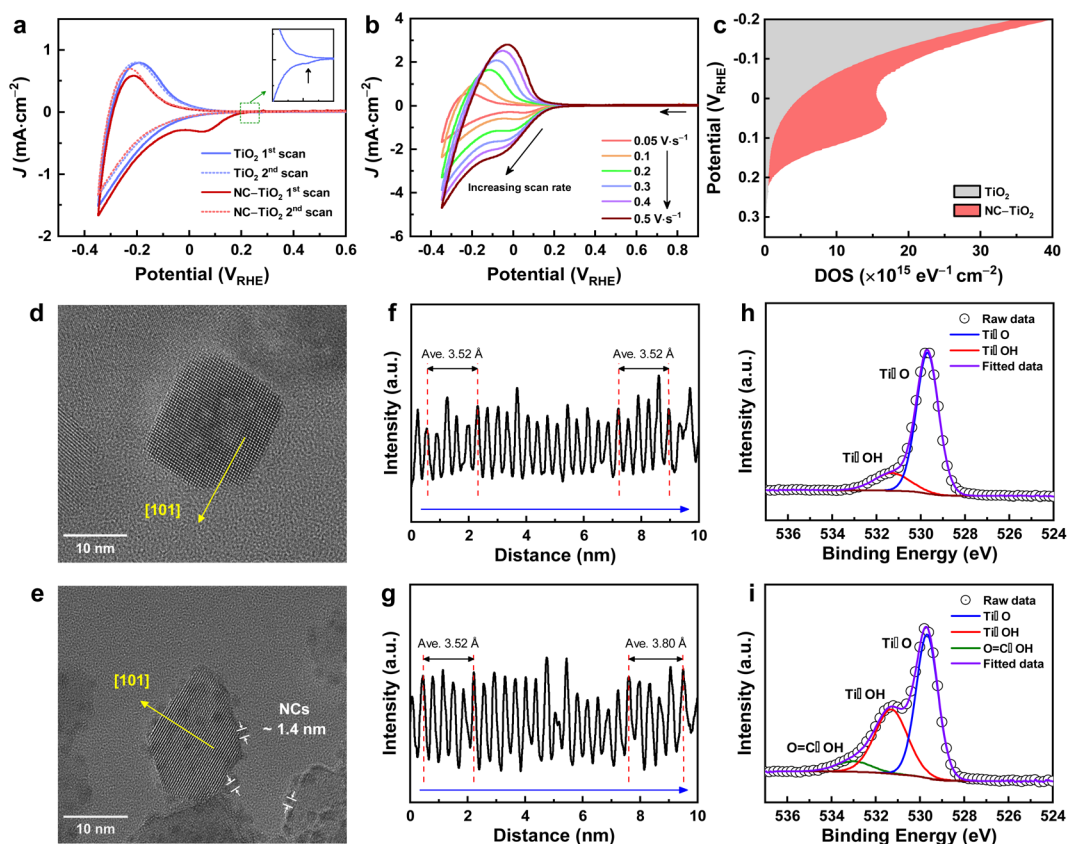 a
J (mA·cm⁻²)
1
0
-1
-2
-0.4
-0.2
0
0.2
0.4
0.6
Potential (V_RHE)
TiO₂ 1ˢᵗ scan
TiO₂ 2ⁿᵈ scan
NC–TiO₂ 1ˢᵗ scan
NC–TiO₂ 2ⁿᵈ scan
b
J (mA·cm⁻²)
6
4
2
0
-2
-4
-6
-0.4
-0.2
0
0.2
0.4
0.6
0.8
Potential (V_RHE)
Increasing scan rate
0.05 V·s⁻¹
0.1
0.2
0.3
0.4
0.5 V·s⁻¹
c
Potential (V_RHE)
-0.2
-0.1
0
0.1
0.2
0.3
0
10
20
30
40
DOS (×10¹⁵ eV⁻¹ cm⁻²)
TiO₂
NC–TiO₂
d
[101]
10 nm
f
Intensity (a.u.)
Ave. 3.52 Å
Ave. 3.52 Å
0
2
4
6
8
10
Distance (nm)
h
Intensity (a.u.)
Raw data
Ti▯ O
Ti▯ OH
Fitted data
Ti▯ O
Ti▯ OH
536
534
532
530
528
526
524
Binding Energy (eV)
e
[101]
NCs
~ 1.4 nm
10 nm
g
Intensity (a.u.)
Ave. 3.52 Å
Ave. 3.80 Å
0
2
4
6
8
10
Distance (nm)
i
Intensity (a.u.)
Raw data
Ti▯ O
Ti▯ OH
O=C▯ OH
Fitted data
Ti▯ O
Ti▯ OH
O=C▯ OH
536
534
532
530
528
526
524
Binding Energy (eV)